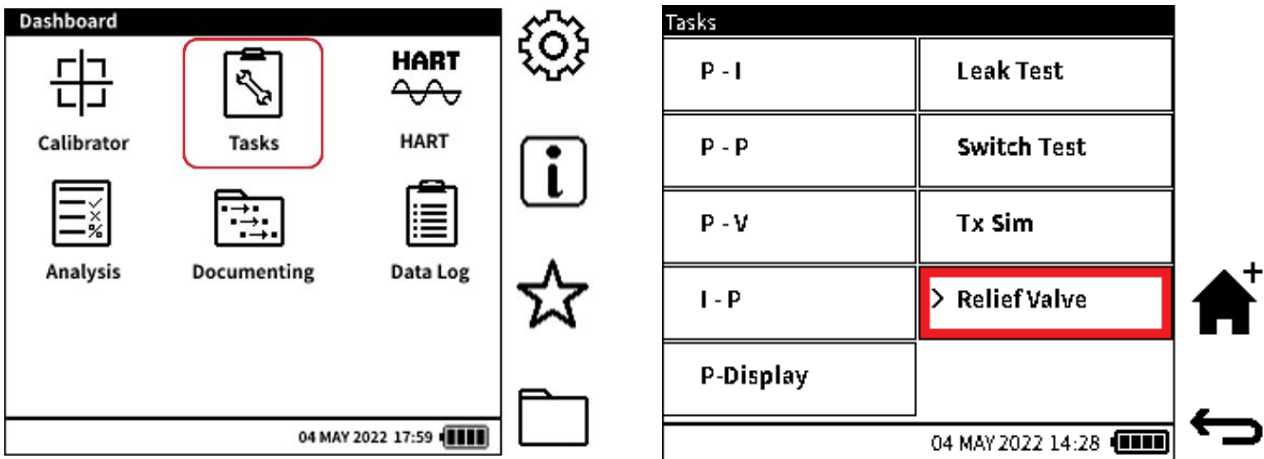 Dashboard
HART
Calibrator
Tasks
HART
Analysis
Documenting
Data Log
04 MAY 2022 17:59
Tasks
P - I
Leak Test
P - P
Switch Test
P - V
Tx Sim
I - P
> Relief Valve
P-Display
04 MAY 2022 14:28